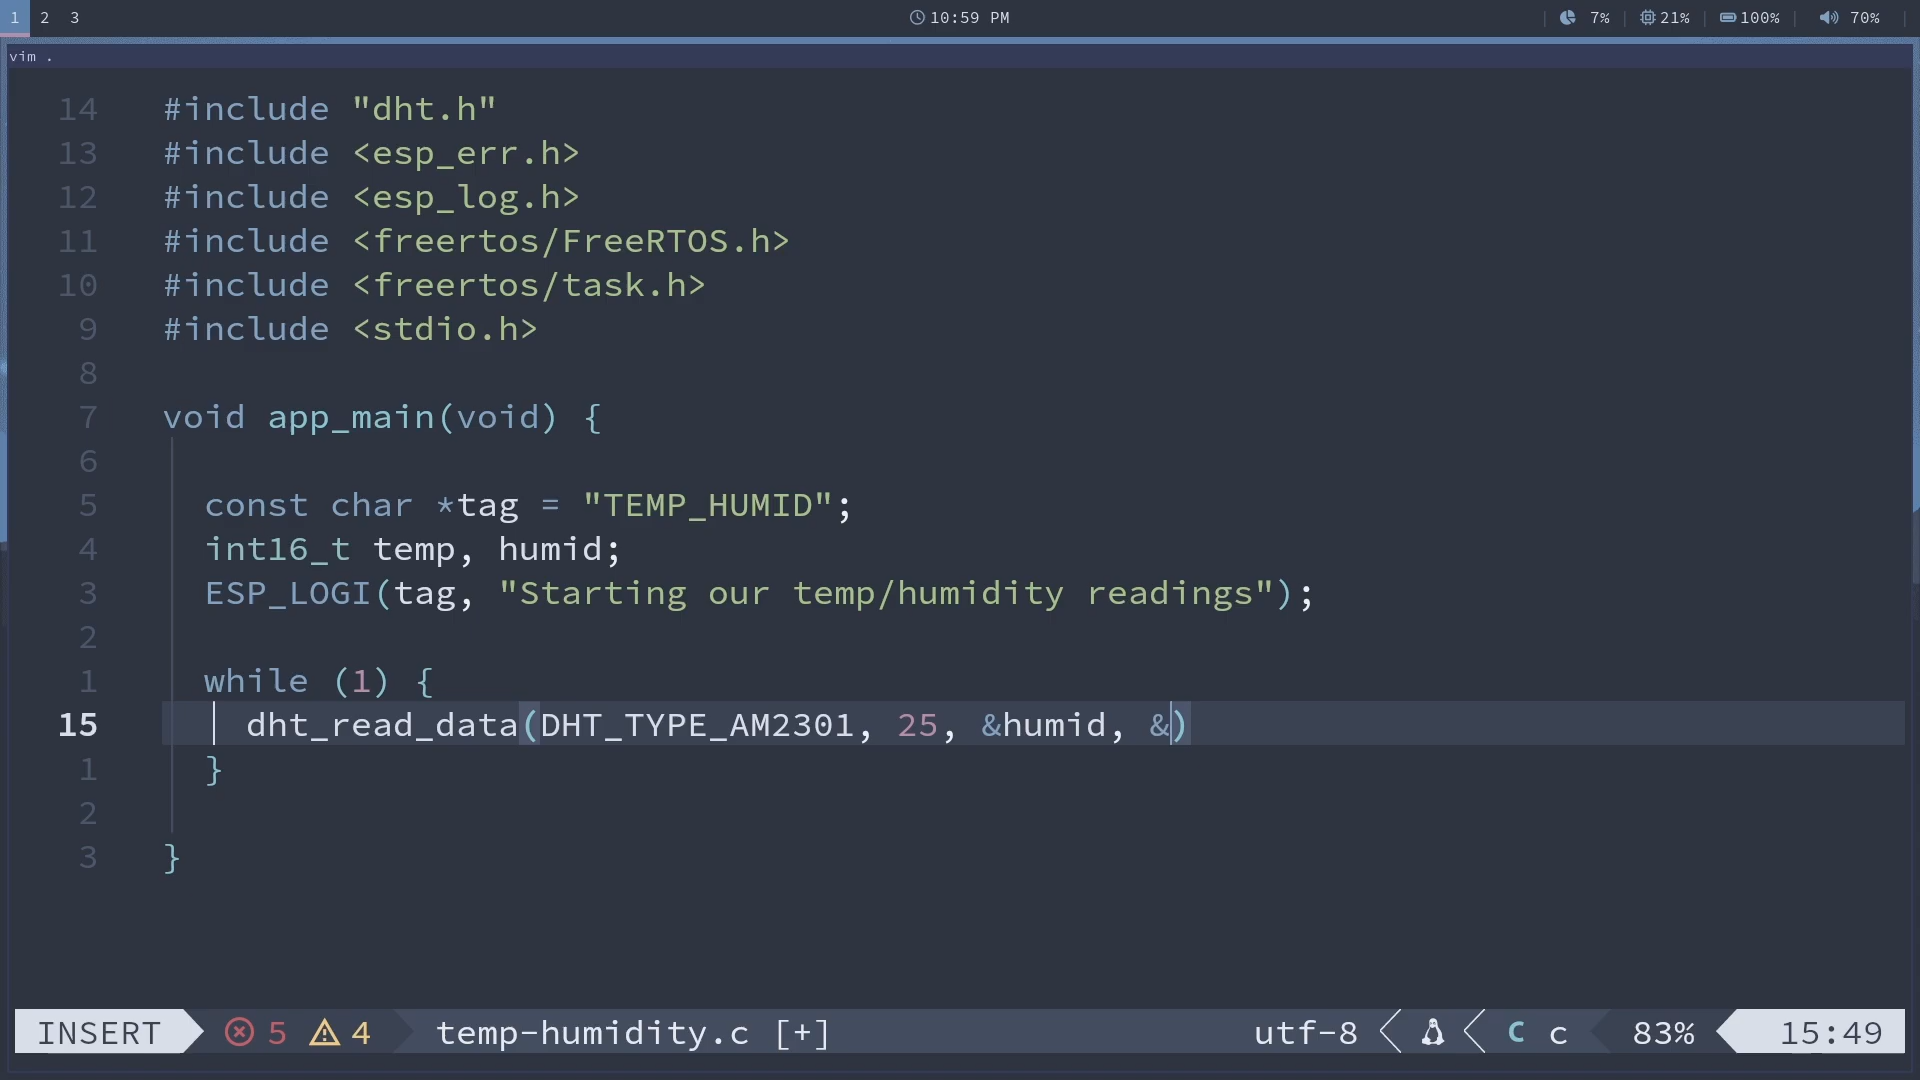 1 2 3 10:59 PM | 7% | 21% | 100% | 70% |
vim .
14 #include "dht.h"
13 #include <esp_err.h>
12 #include <esp_log.h>
11 #include <freertos/FreeRTOS.h>
10 #include <freertos/task.h>
9 #include <stdio.h>
8
7 void app_main(void) {
6
5 const char *tag = "TEMP_HUMID";
4 int16_t temp, humid;
3 ESP_LOGI(tag, "Starting our temp/humidity readings");
2
1 while (1) {
15 dht_read_data(DHT_TYPE_AM2301, 25, &humid, &)
1 }
2
3 }
INSERT 5 4 temp-humidity.c [+] utf-8 C c 83% 15:49